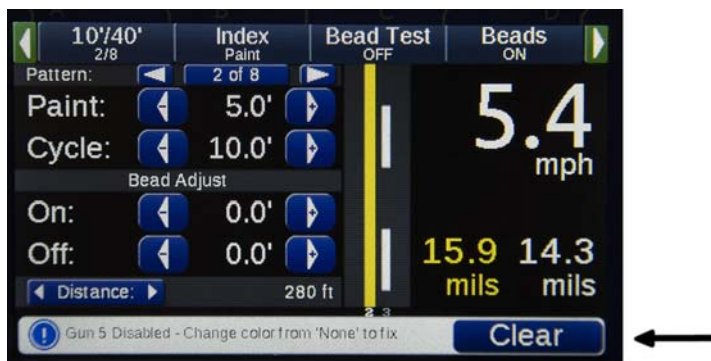 10'/40' Index Bead Test Beads
2/8 Paint OFF ON
Pattern: 2 of 8
Paint: 5.0'
Cycle: 10.0'
Bead Adjust
On: 0.0'
Off: 0.0'
Distance: 280 ft
5.4
mph
15.9 14.3
mils mils
2 3
Gun 5 Disabled - Change color from 'None' to fix Clear